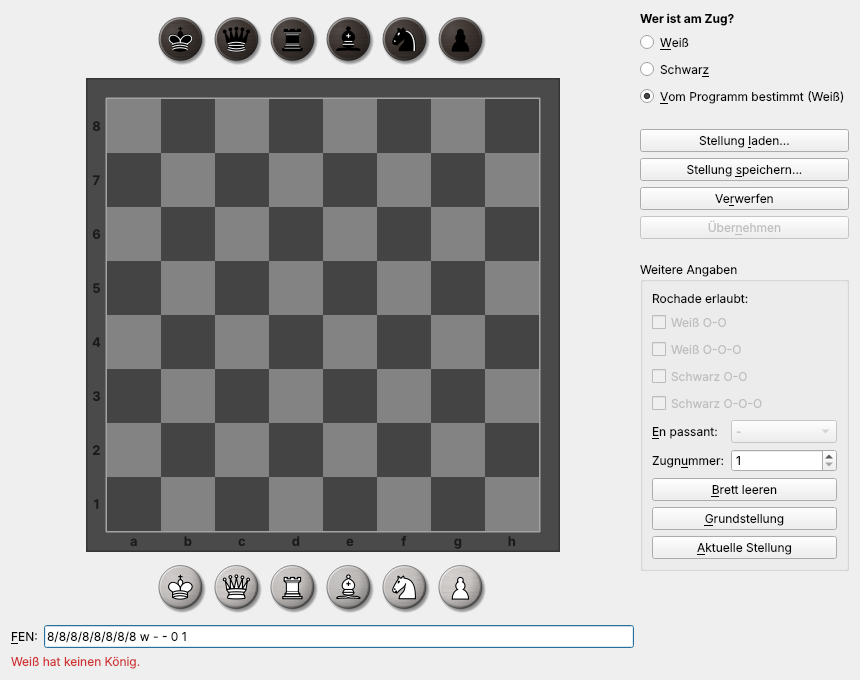 Wer ist am Zug?
Weiß
Schwarz
Vom Programm bestimmt (Weiß)
8
7
6
5
4
3
2
1
a b c d e f g h
Stellung laden...
Stellung speichern...
Verwerfen
Übernehmen
Weitere Angaben
Rochade erlaubt:
Weiß O-O
Weiß O-O-O
Schwarz O-O
Schwarz O-O-O
En passant: -
Zugnummer: 1
Brett leeren
Grundstellung
Aktuelle Stellung
FEN: 8/8/8/8/8/8/8/8 w - - 0 1
Weiß hat keinen König.